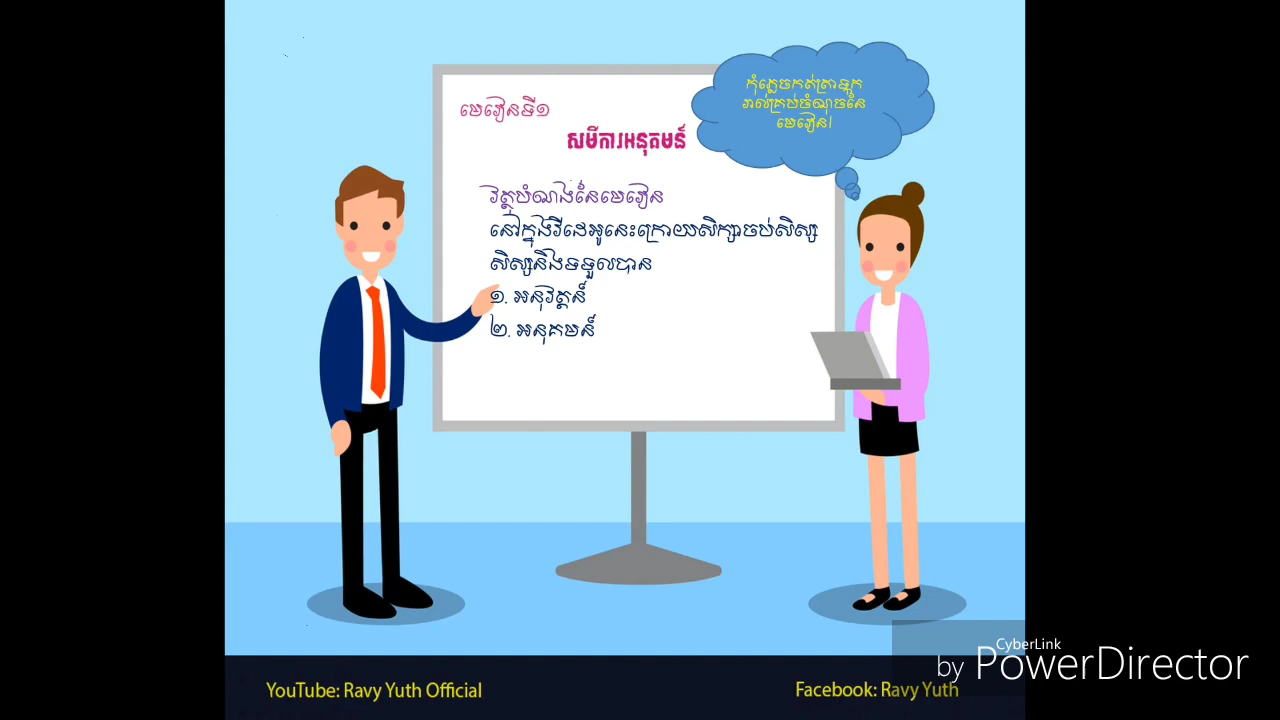 មេរៀនទី១
សមីការអនុគមន៍
កុំភ្លេចកត់ត្រាទុក
រាល់គ្រប់ចំណុចនៃ
មេរៀន!
វត្ថុបំណងនៃមេរៀន
នៅក្នុងវីដេអូនេះក្រោយសិក្សាចប់សិស្ស
សិស្សនិងទទួលបាន
១. អនុវត្តន៍
២. អនុគមន៍
YouTube: Ravy Yuth Official
Facebook: Ravy Yuth
CyberLink
by PowerDirector